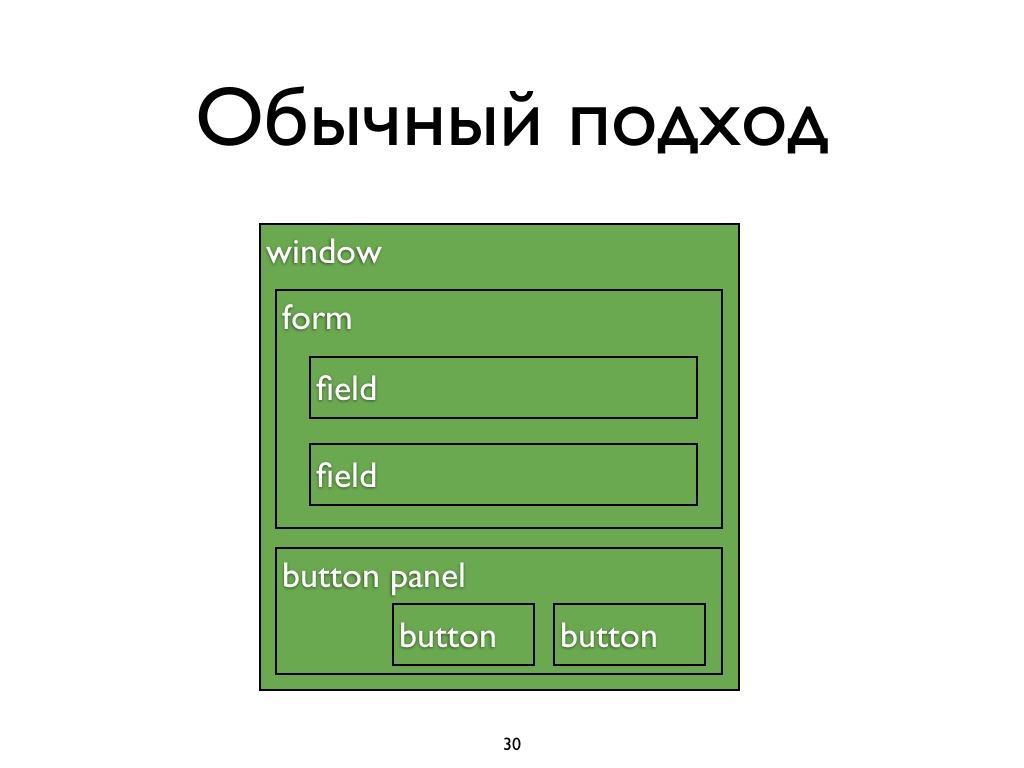 Обычный подход
window
form
field
field
button panel
button button
30